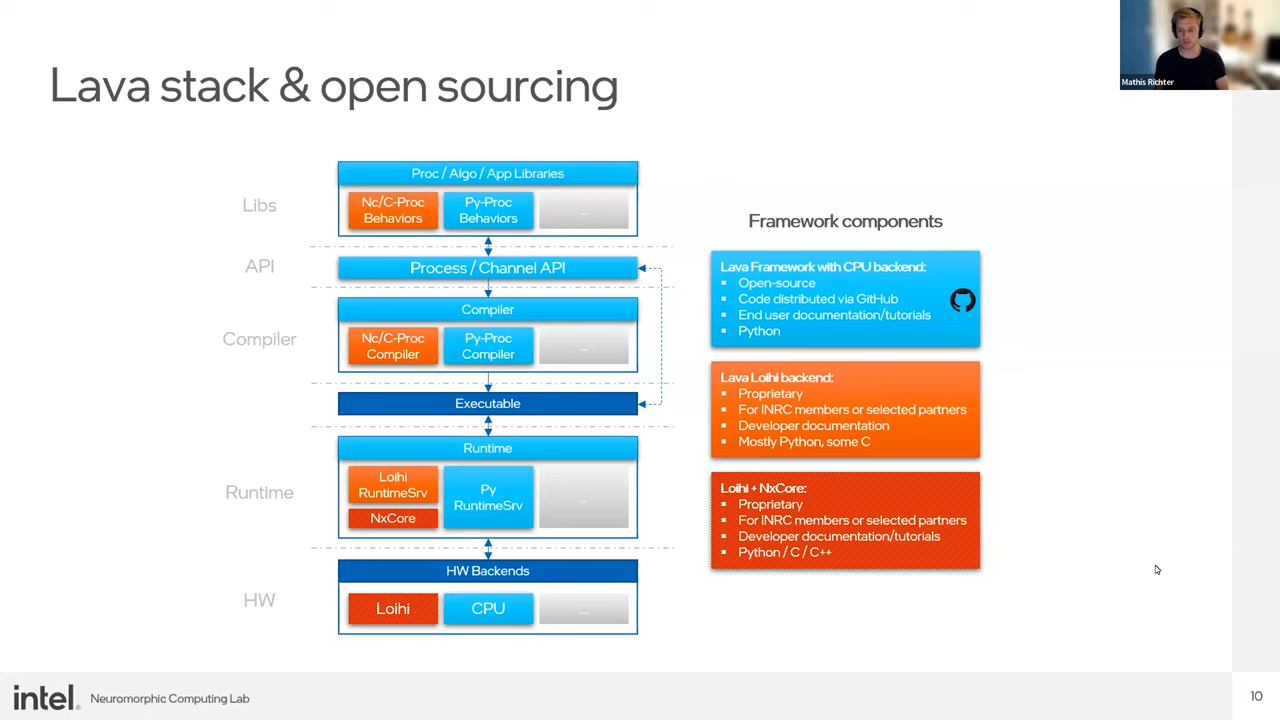 Mathis Richter
Lava stack & open sourcing
Libs
Proc / Algo / App Libraries
Nc/C-Proc
Behaviors
Py-Proc
Behaviors
...
API
Process / Channel API
Compiler
Compiler
Nc/C-Proc
Compiler
Py-Proc
Compiler
...
Executable
Runtime
Runtime
Loihi
RuntimeSrv
NxCore
Py
RuntimeSrv
...
HW
HW Backends
Loihi
CPU
...
Framework components
Lava Framework with CPU backend:
▪ Open-source
▪ Code distributed via GitHub
▪ End user documentation/tutorials
▪ Python
Lava Loihi backend:
▪ Proprietary
▪ For INRC members or selected partners
▪ Developer documentation
▪ Mostly Python, some C
Loihi + NxCore:
▪ Proprietary
▪ For INRC members or selected partners
▪ Developer documentation/tutorials
▪ Python / C / C++
intel.
Neuromorphic Computing Lab
10